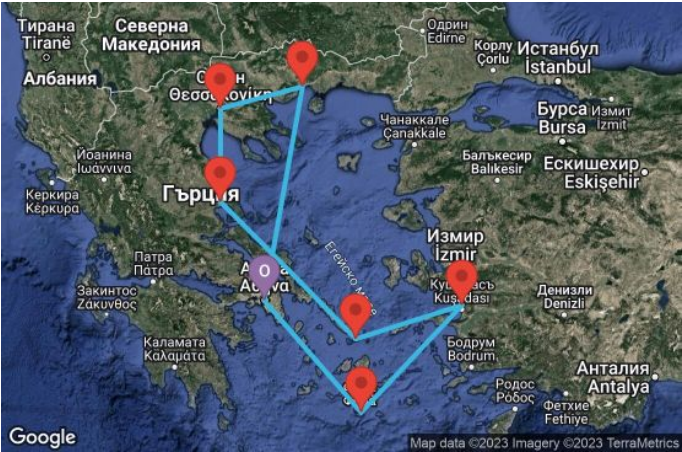 Тирана
Tiranë
Северна
Македония
Одрин
Edirne
Корлу
Çorlu
Истанбул
İstanbul
Албания
Θεσσαλονίκη
Чанаккале
Çanakkale
Бурса
Bursa
Измит
İzmit
Йоанина
Ιωάννινα
Балъкесир
Balıkesir
Ескишехир
Eskişehir
Керкира
Κέρκυρα
Гърция
Измир
İzmir
Егейско море
Патра
Πάτρα
Αθήνα
Закинтос
Ζάκυνθος
Kuşadası
Денизли
Denizli
Каламата
Καλαμάτα
Бодрум
Bodrum
Анталия
Antalya
Родос
Ρόδος
Фетхие
Fethiye
Google
Map data ©2023 Imagery ©2023 TerraMetrics